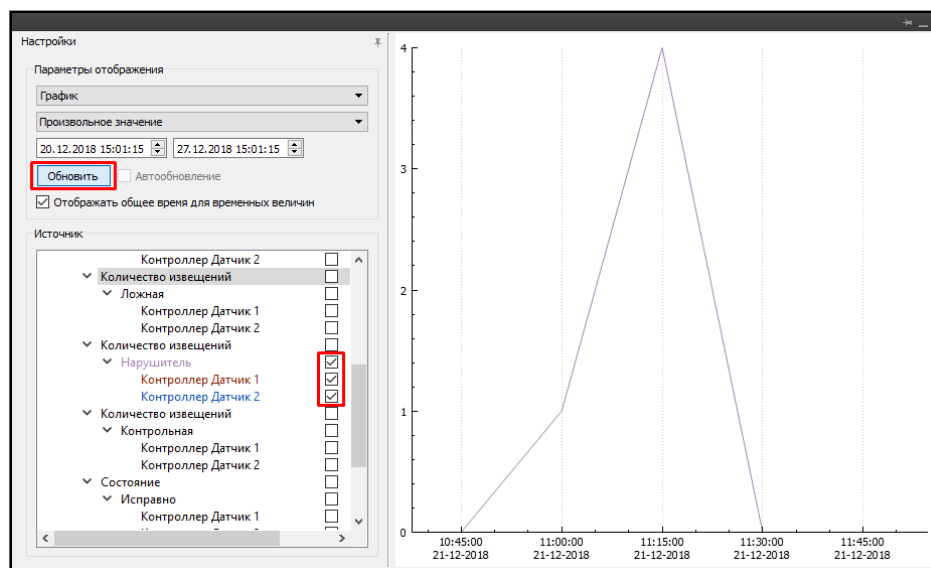 Настройки
Параметры отображения
График
Произвольное значение
20.12.2018 15:01:15 27.12.2018 15:01:15
Обновить Автообновление
Отображать общее время для временных величин
Источник
Контроллер Датчик 2
Количество извещений
Ложная
Контроллер Датчик 1
Контроллер Датчик 2
Количество извещений
Нарушитель
Контроллер Датчик 1
Контроллер Датчик 2
Количество извещений
Контрольная
Контроллер Датчик 1
Контроллер Датчик 2
Состояние
Исправно
Контроллер Датчик 1
4
3
2
1
0
10:45:00 11:00:00 11:15:00 11:30:00 11:45:00
21-12-2018 21-12-2018 21-12-2018 21-12-2018 21-12-2018